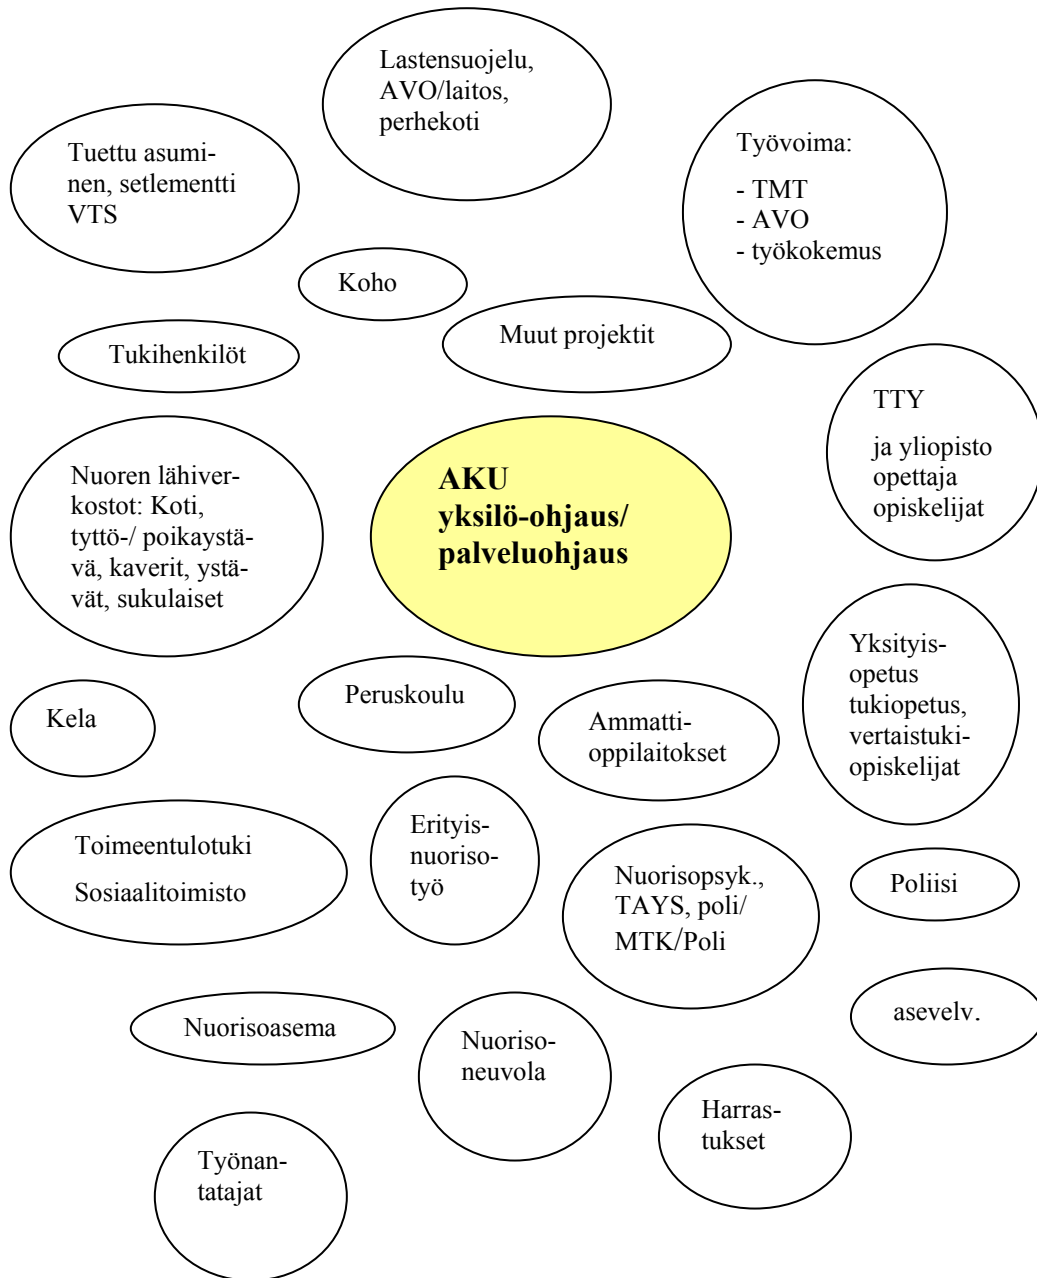 Lastensuojelu,
AVO/laitos,
perhekoti
Tuettu asumi-
nen, setlementti
VTS
Työvoima:
- TMT
- AVO
- työkokemus
Koho
Muut projektit
Tukihenkilöt
TTY
ja yliopisto
opettaja
opiskelijat
Nuoren lähiver-
kostot: Koti,
tyttö-/ poikaystä-
vä, kaverit, ystä-
vät, sukulaiset
AKU
yksilö-ohjaus/
palveluohjaus
Yksityis-
opetus
tukiopetus,
vertaistuki-
opiskelijat
Kela
Peruskoulu
Ammatti-
oppilaitokset
Toimeentulotuki
Sosiaalitoimisto
Erityis-
nuoriso-
työ
Nuorisopsyk.,
TAYS, poli/
MTK/Poli
Poliisi
Nuorisoasema
Nuoriso-
neuvola
asevelv.
Harras-
tukset
Työnan-
tatajat